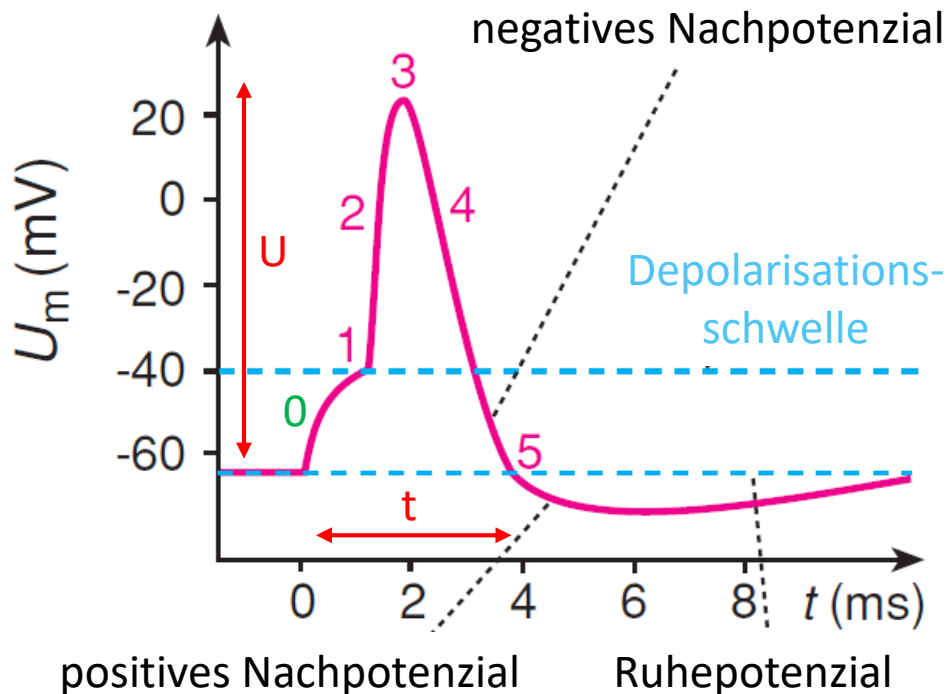 negatives Nachpotenzial
3
20
0
2
4
U
U_m (mV)
-20
Depolarisations-
schwelle
1
-40
0
-60
5
t
0 2 4 6 8 t (ms)
positives Nachpotenzial
Ruhepotenzial